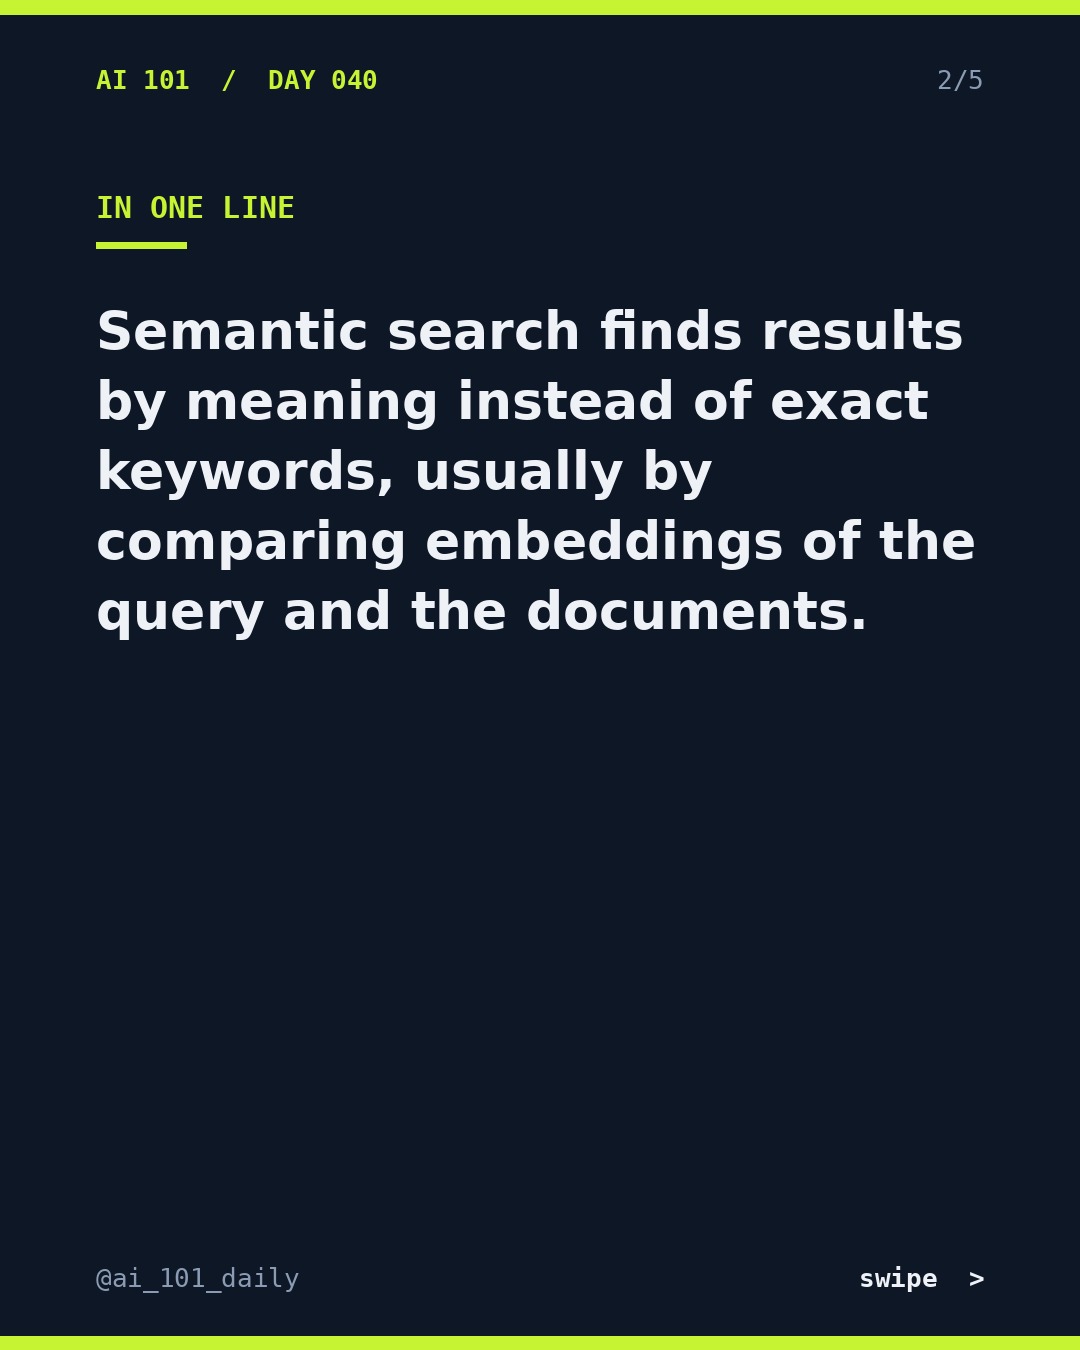 AI 101 / DAY 040
2/5
IN ONE LINE
Semantic search finds results
by meaning instead of exact
keywords, usually by
comparing embeddings of the
query and the documents.
@ai_101_daily
swipe >